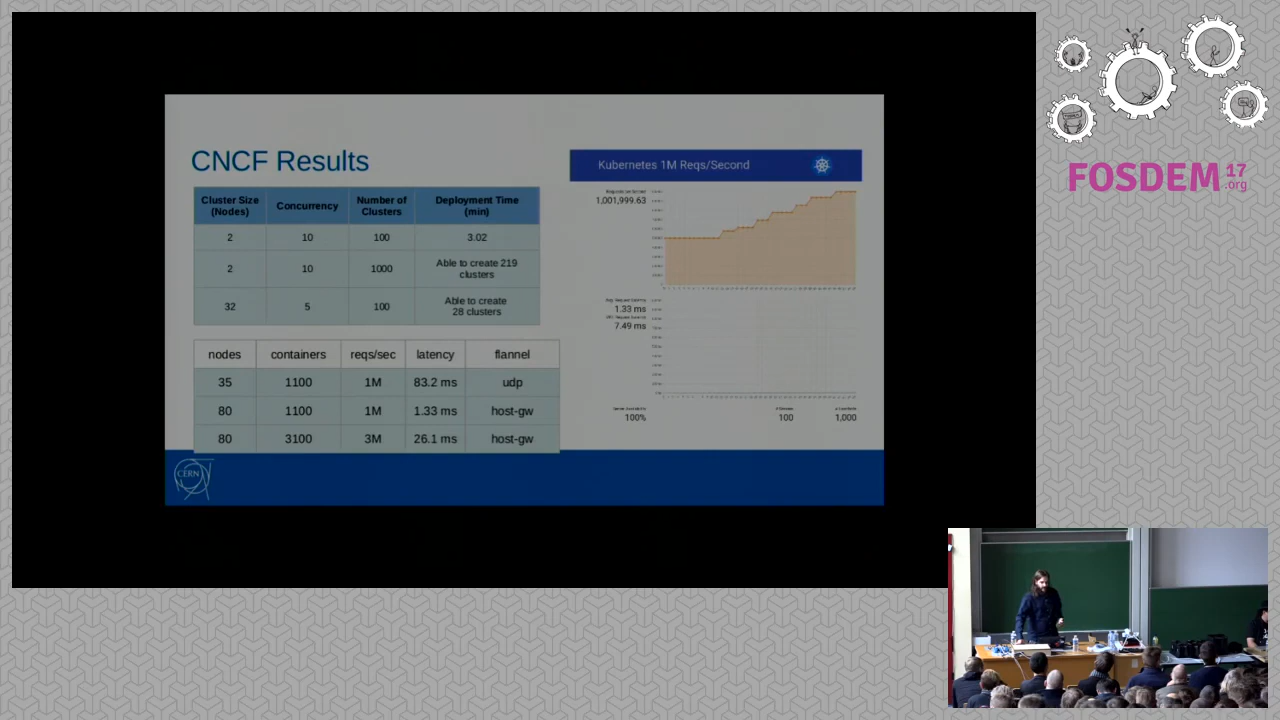 CNCF Results
Cluster Size (Nodes) Concurrency Number of Clusters Deployment Time (min)
2 10 100 3.02
2 10 1000 Able to create 219 clusters
32 5 100 Able to create 28 clusters
nodes containers reqs/sec latency flannel
35 1100 1M 83.2 ms udp
80 1100 1M 1.33 ms host-gw
80 3100 3M 26.1 ms host-gw
Kubernetes 1M Reqs/Second
1,001,999.63
1.33 ms
7.49 ms
100%
100
1,000
CERN
FOSDEM 17
.org